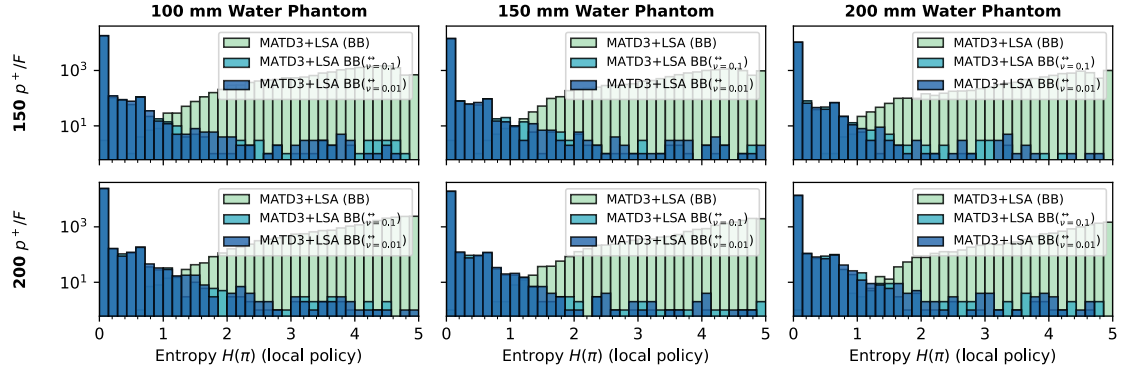 100 mm Water Phantom 150 mm Water Phantom 200 mm Water Phantom
150 p⁺/F
10³
10¹
MATD3+LSA (BB)
MATD3+LSA BB(↔ν=0.1)
MATD3+LSA BB(↔ν=0.01)
MATD3+LSA (BB)
MATD3+LSA BB(↔ν=0.1)
MATD3+LSA BB(↔ν=0.01)
MATD3+LSA (BB)
MATD3+LSA BB(↔ν=0.1)
MATD3+LSA BB(↔ν=0.01)
200 p⁺/F
10³
10¹
MATD3+LSA (BB)
MATD3+LSA BB(↔ν=0.1)
MATD3+LSA BB(↔ν=0.01)
MATD3+LSA (BB)
MATD3+LSA BB(↔ν=0.1)
MATD3+LSA BB(↔ν=0.01)
MATD3+LSA (BB)
MATD3+LSA BB(↔ν=0.1)
MATD3+LSA BB(↔ν=0.01)
0 1 2 3 4 5 0 1 2 3 4 5 0 1 2 3 4 5
Entropy H(π) (local policy) Entropy H(π) (local policy) Entropy H(π) (local policy)